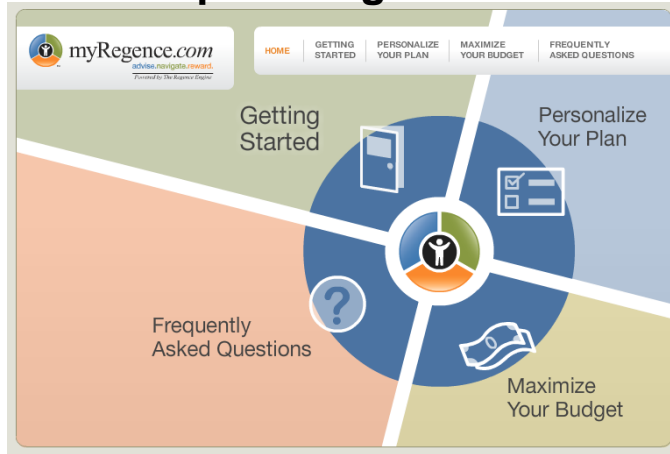 myRegence.com
advise.navigate.reward.
Powered by The Regence Engine
HOME
GETTING
STARTED
PERSONALIZE
YOUR PLAN
MAXIMIZE
YOUR BUDGET
FREQUENTLY
ASKED QUESTIONS
Getting
Started
Personalize
Your Plan
?
Frequently
Asked Questions
Maximize
Your Budget